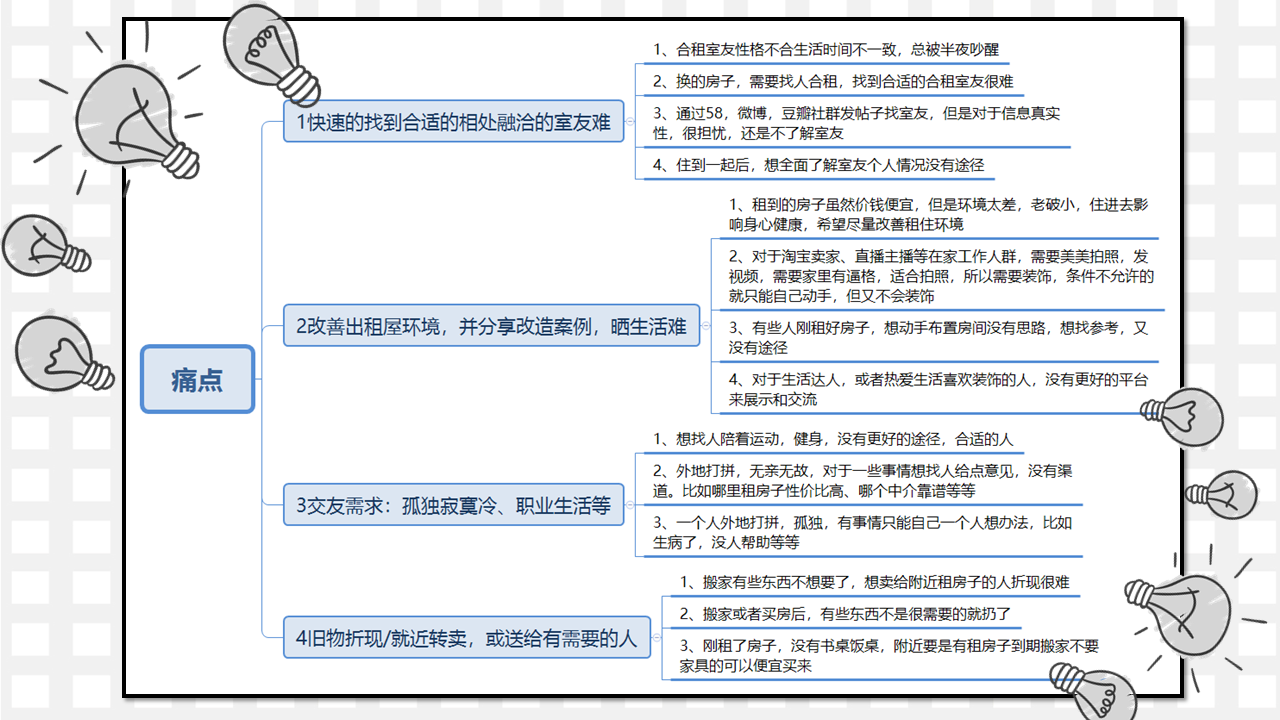 痛点
1快速的找到合适的相处融洽的室友难
1、合租室友性格不合生活时间不一致，总被半夜吵醒
2、换的房子，需要找人合租，找到合适的合租室友很难
3、通过58，微博，豆瓣社群发帖子找室友，但是对于信息真实
性，很担忧，还是不了解室友
4、住到一起后，想全面了解室友个人情况没有途径
2改善出租屋环境，并分享改造案例，晒生活难
1、租到的房子虽然价钱便宜，但是环境太差，老破小，住进去影
响身心健康，希望尽量改善租住环境
2、对于淘宝卖家、直播主播等在家工作人群，需要美美拍照，发
视频，需要家里有逼格，适合拍照，所以需要装饰，条件不允许的
就只能自己动手，但又不会装饰
3、有些人刚租好房子，想动手布置房间没有思路，想找参考，又
没有途径
4、对于生活达人，或者热爱生活喜欢装饰的人，没有更好的平台
来展示和交流
3交友需求：孤独寂寞冷、职业生活等
1、想找人陪着运动，健身，没有更好的途径，合适的人
2、外地打拼，无亲无故，对于一些事情想找人给点意见，没有渠
道。比如哪里租房子性价比高、哪个中介靠谱等等
3、一个人外地打拼，孤独，有事情只能自己一个人想办法，比如
生病了，没人帮助等等
4旧物折现/就近转卖，或送给有需要的人
1、搬家有些东西不想要了，想卖给附近租房子的人折现很难
2、搬家或者买房后，有些东西不是很需要的就扔了
3、刚租了房子，没有书桌饭桌，附近要是有租房子到期搬家不要
家具的可以便宜买来